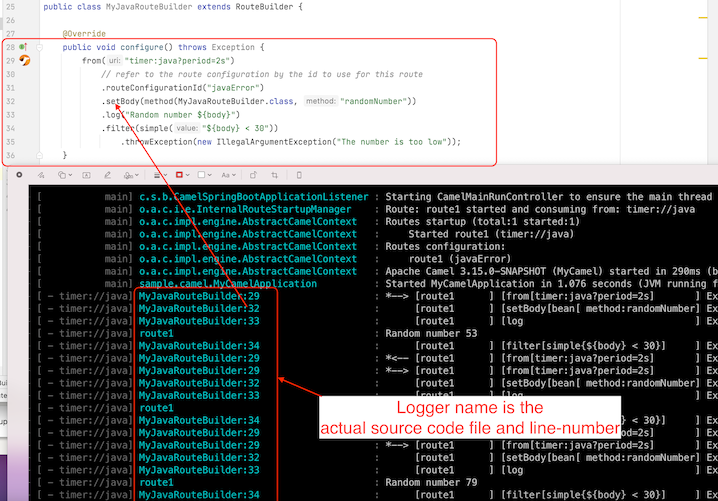 25 public class MyJavaRouteBuilder extends RouteBuilder {
26
27 @Override
28 public void configure() throws Exception {
29 from( uri: "timer:java?period=2s")
30 // refer to the route configuration by the id to use for this route
31 .routeConfigurationId("javaError")
32 .setBody(method(MyJavaRouteBuilder.class, method: "randomNumber"))
33 .log("Random number ${body}")
34 .filter(simple( value: "${body} < 30"))
35 .throwException(new IllegalArgumentException("The number is too low"));
36 }
Aa
[ main] c.s.b.CamelSpringBootApplicationListener : Starting CamelMainRunController to ensure the main thread
[ main] o.a.c.i.e.InternalRouteStartupManager : Route: route1 started and consuming from: timer://java
[ main] o.a.c.impl.engine.AbstractCamelContext : Routes startup (total:1 started:1)
[ main] o.a.c.impl.engine.AbstractCamelContext : Started route1 (timer://java)
[ main] o.a.c.impl.engine.AbstractCamelContext : Routes configuration:
[ main] o.a.c.impl.engine.AbstractCamelContext : route1 (javaError)
[ main] o.a.c.impl.engine.AbstractCamelContext : Apache Camel 3.15.0-SNAPSHOT (MyCamel) started in 290ms (b
[ main] sample.camel.MyCamelApplication : Started MyCamelApplication in 1.076 seconds (JVM running f
[ - timer://java] MyJavaRouteBuilder:29 : *--> [route1 ] [from[timer:java?period=2s] ] Ex
[ - timer://java] MyJavaRouteBuilder:32 : [route1 ] [setBody[bean[ method:randomNumber] Ex
[ - timer://java] MyJavaRouteBuilder:33 : [route1 ] [log ] Ex
[ - timer://java] route1 : Random number 53
[ - timer://java] MyJavaRouteBuilder:34 : [route1 ] [filter[simple{${body} < 30}] ] Ex
[ - timer://java] MyJavaRouteBuilder:29 : *<-- [route1 ] [from[timer:java?period=2s] ] Ex
[ - timer://java] MyJavaRouteBuilder:29 : *--> [route1 ] [from[timer:java?period=2s] ] Ex
[ - timer://java] MyJavaRouteBuilder:32 : [route1 ] [setBody[bean[ method:randomNumber] Ex
[ - timer://java] MyJavaRouteBuilder:33 : [route1 ] [log ] Ex
[ - timer://java] route1
[ - timer://java] MyJavaRouteBuilder:34 {${body} < 30}] ] Ex
[ - timer://java] MyJavaRouteBuilder:29 ?period=2s] ] Ex
[ - timer://java] MyJavaRouteBuilder:29 : *--> [route1 ] [from[timer:java?period=2s] ] Ex
[ - timer://java] MyJavaRouteBuilder:32 : [route1 ] [setBody[bean[ method:randomNumber] Ex
[ - timer://java] MyJavaRouteBuilder:33 : [route1 ] [log ] Ex
[ - timer://java] route1 : Random number 79
[ - timer://java] MyJavaRouteBuilder:34 : [route1 ] [filter[simple{${body} < 30}] ] Ex
Logger name is the
actual source code file and line-number